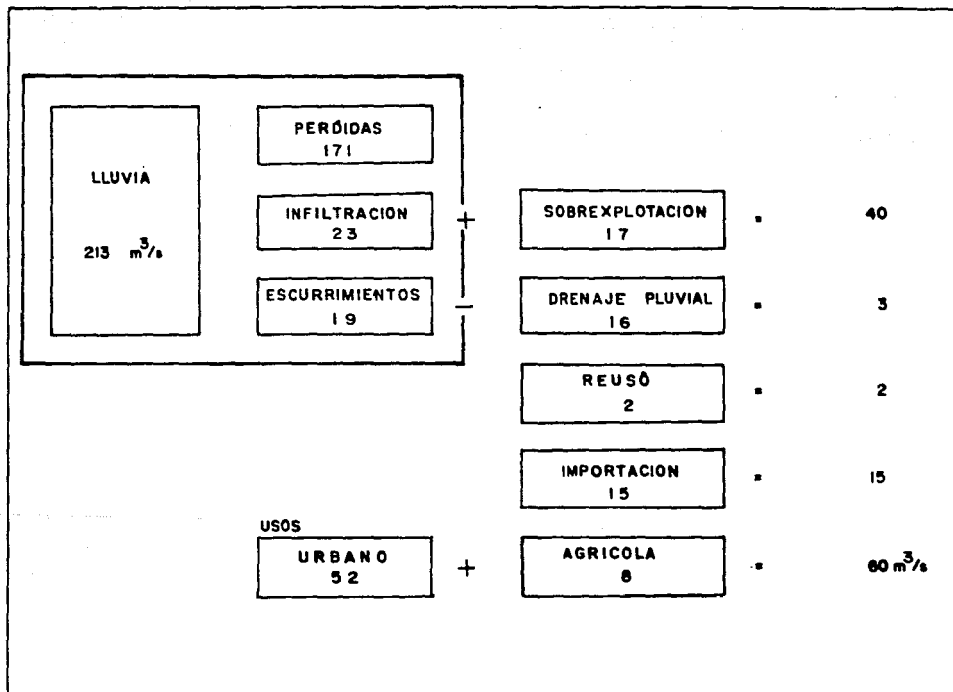 PERDIDAS
171
LLUVIA
213 m³/s
INFILTRACION
23
+
SOBREXPLOTACION
17
=
40
ESCURRIMIENTOS
19
-
DRENAJE PLUVIAL
16
=
3
REUSO
2
=
2
IMPORTACION
15
=
15
USOS
URBANO
52
+
AGRICOLA
8
=
60 m³/s